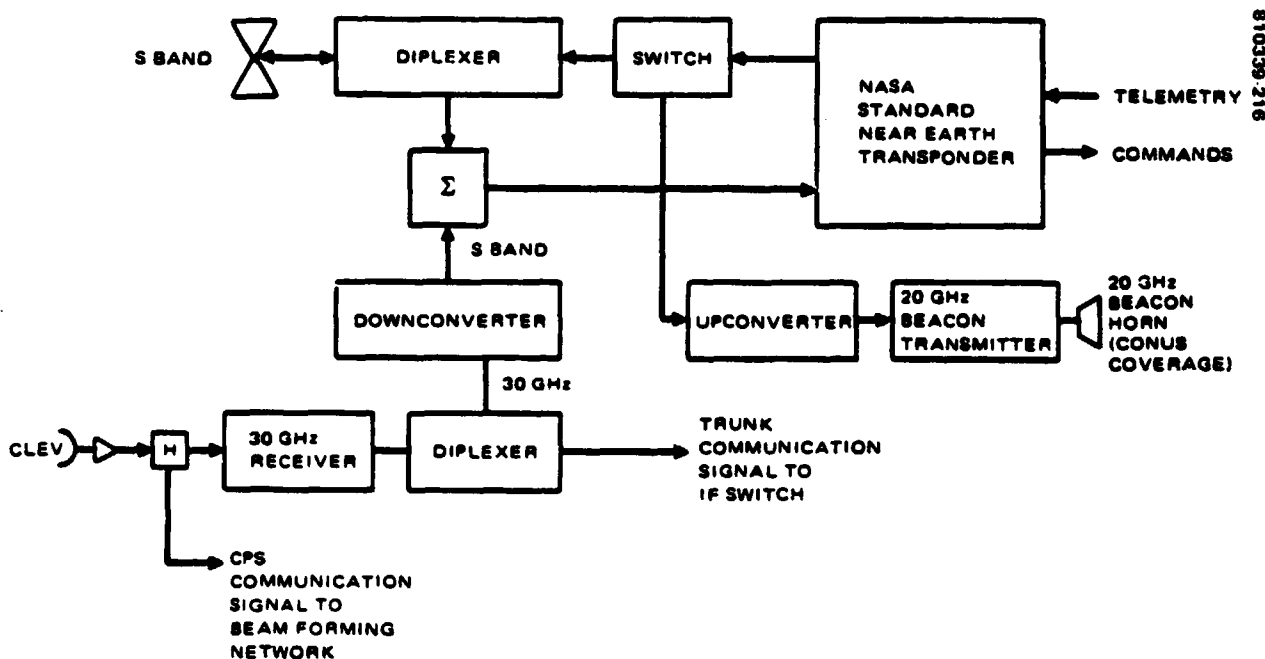 S BAND
DIPLEXER
SWITCH
NASA
STANDARD
NEAR EARTH
TRANSPONDER
TELEMETRY
COMMANDS
810339-216
Σ
S BAND
DOWNCONVERTER
UPCONVERTER
20 GHz
BEACON
TRANSMITTER
20 GHz
BEACON
HORN
(CONUS
COVERAGE)
30 GHz
CLEV
H
30 GHz
RECEIVER
DIPLEXER
TRUNK
COMMUNICATION
SIGNAL TO
IF SWITCH
CPS
COMMUNICATION
SIGNAL TO
BEAM FORMING
NETWORK